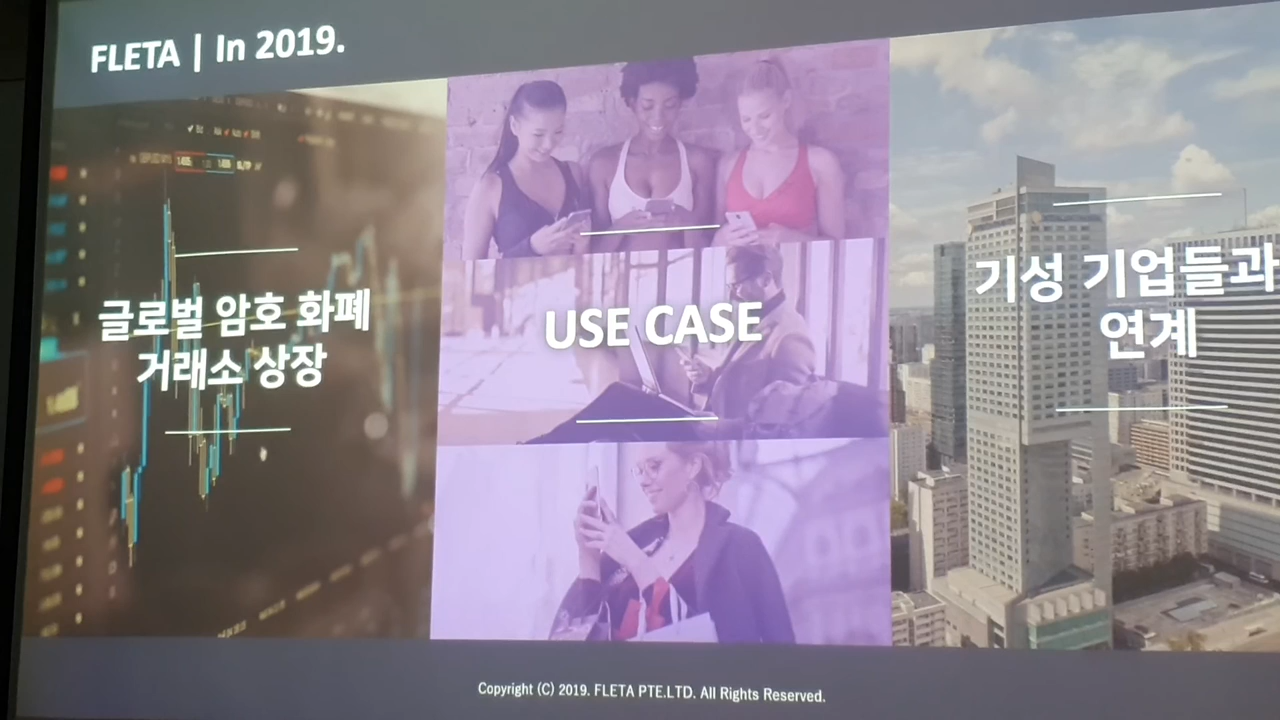 FLETA | In 2019.
글로벌 암호 화폐
거래소 상장
USE CASE
기성 기업들과
연계
Copyright (C) 2019. FLETA PTE.LTD. All Rights Reserved.